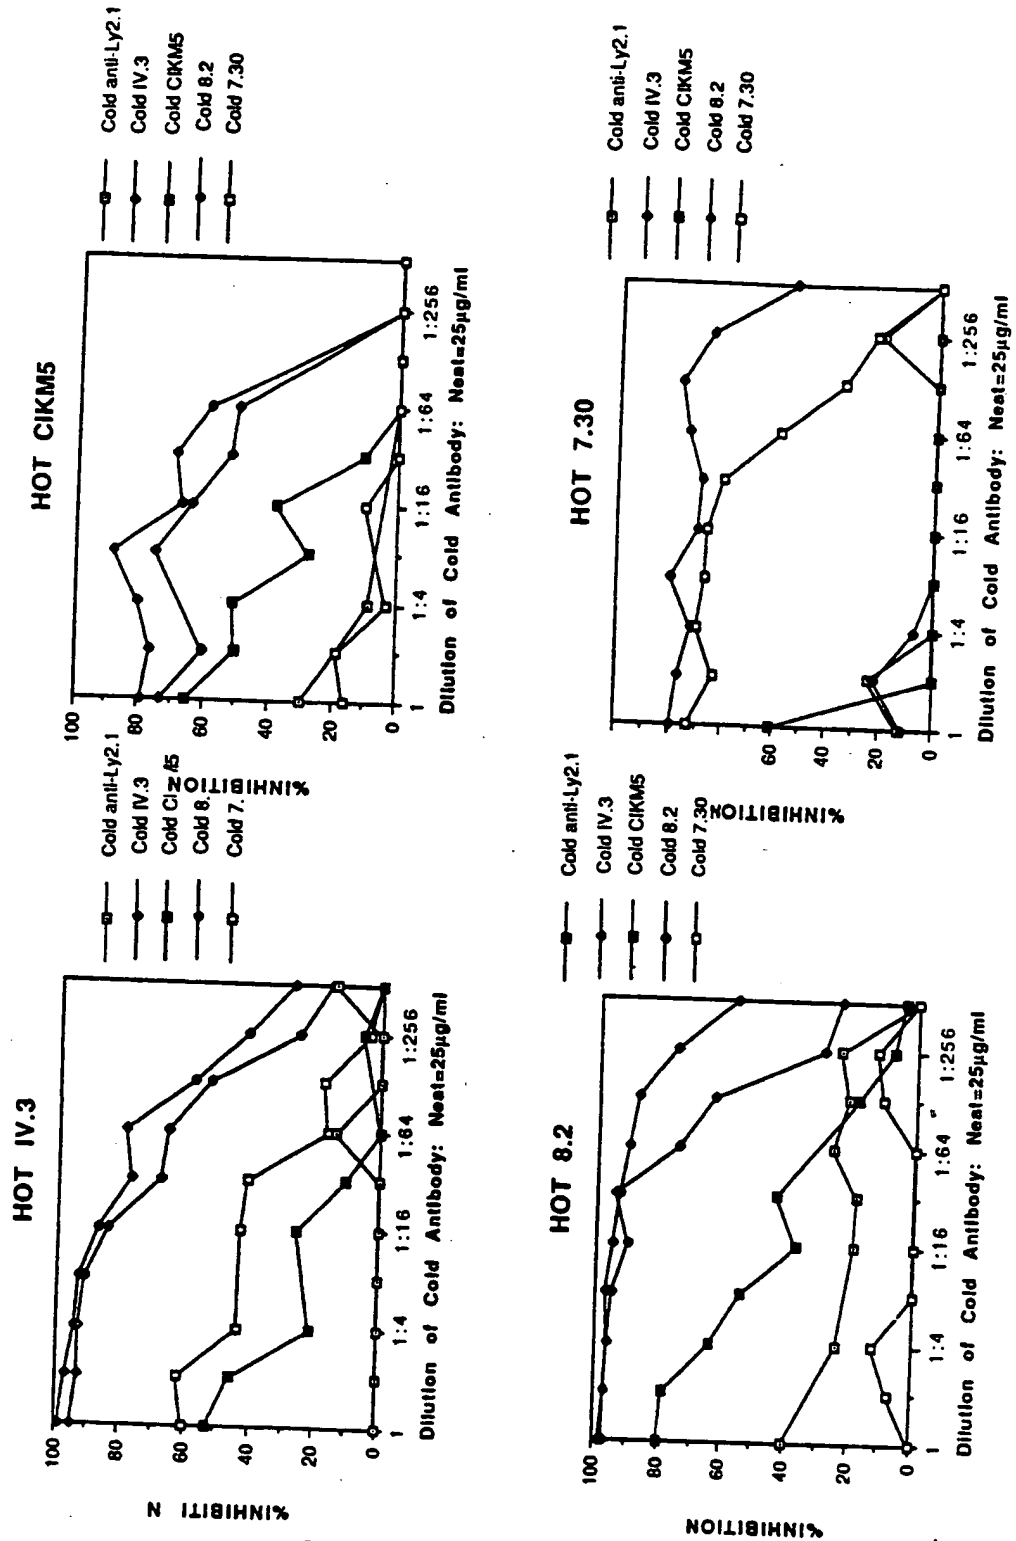 HOT IV.3
100
80
60
40
20
0
%INHIBITI N
1
1:4
1:16
1:64
1:256
Dilution of Cold Antibody: Neat=25µg/ml
Cold anti-Ly2.1
Cold IV.3
Cold
Cold 8.
Cold 7.
HOT CIKM5
100
80
60
40
20
0
%INHIBITION
1
1:4
1:16
1:64
1:256
Dilution of Cold Antibody: Neat=25µg/ml
Cold anti-Ly2.1
Cold IV.3
Cold CIKM5
Cold 8.2
Cold 7.30
HOT 8.2
100
80
60
40
20
0
%INHIBITION
1
1:4
1:16
1:64
1:256
Dilution of Cold Antibody: Neat=25µg/ml
Cold anti-Ly2.1
Cold IV.3
Cold CIKM5
Cold 8.2
Cold 7.30
HOT 7.30
60
40
20
0
%INHIBITION
1
1:4
1:16
1:64
1:256
Dilution of Cold Antibody: Neat=25µg/ml
Cold anti-Ly2.1
Cold IV.3
Cold CIKM5
Cold 8.2
Cold 7.30